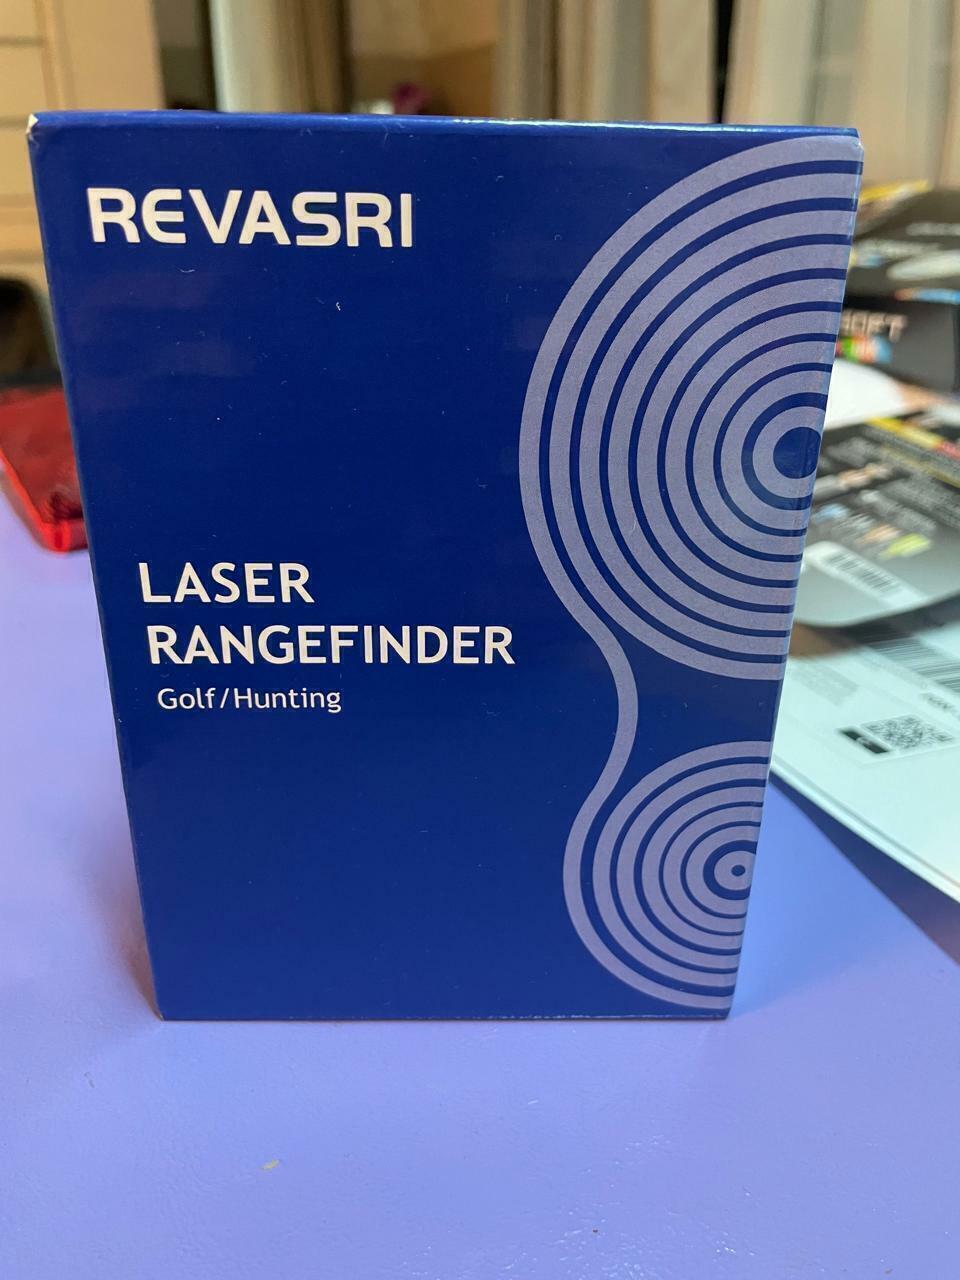 REVASRI
LASER
RANGEFINDER
Golf/Hunting